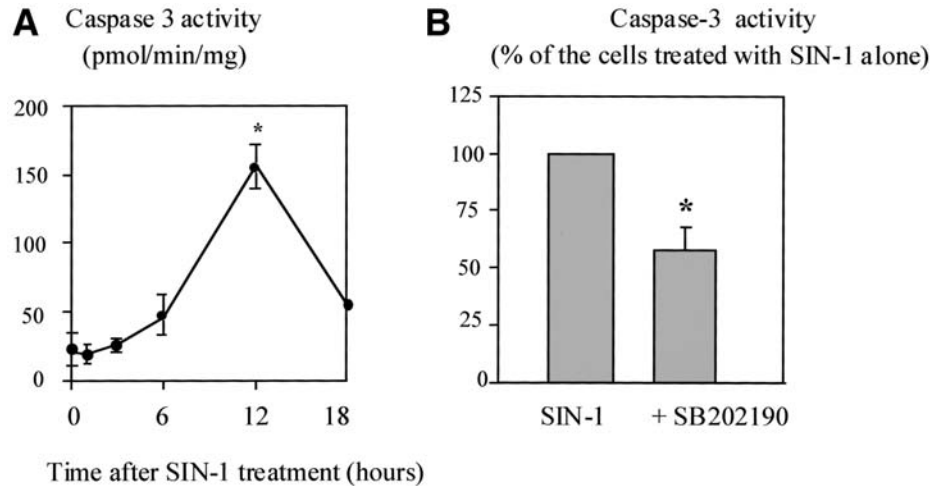 A Caspase 3 activity
(pmol/min/mg)
200
150
100
50
0
0 6 12 18
*
Time after SIN-1 treatment (hours)
B Caspase-3 activity
(% of the cells treated with SIN-1 alone)
125
100
75
50
25
0
*
SIN-1 + SB202190